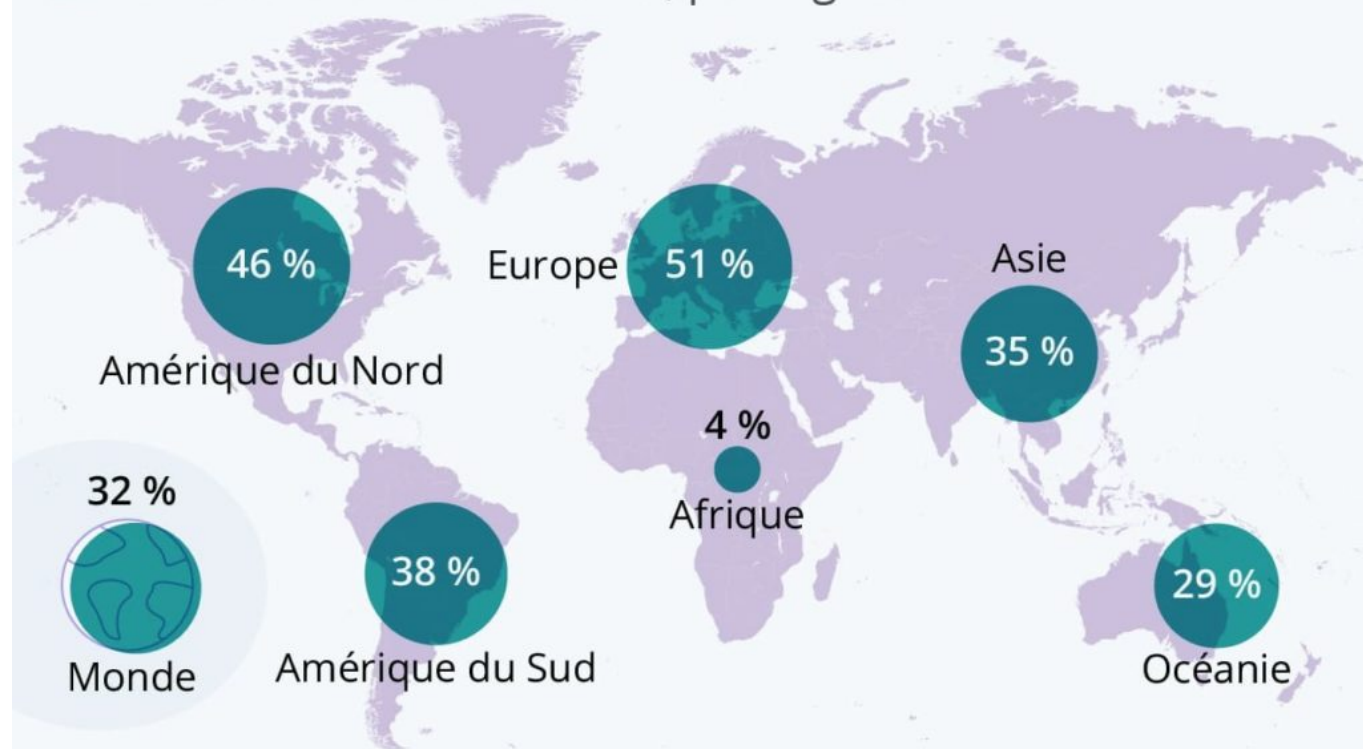 46 %
Amérique du Nord
Europe
51 %
Asie
35 %
4 %
Afrique
32 %
Monde
38 %
Amérique du Sud
29 %
Océanie